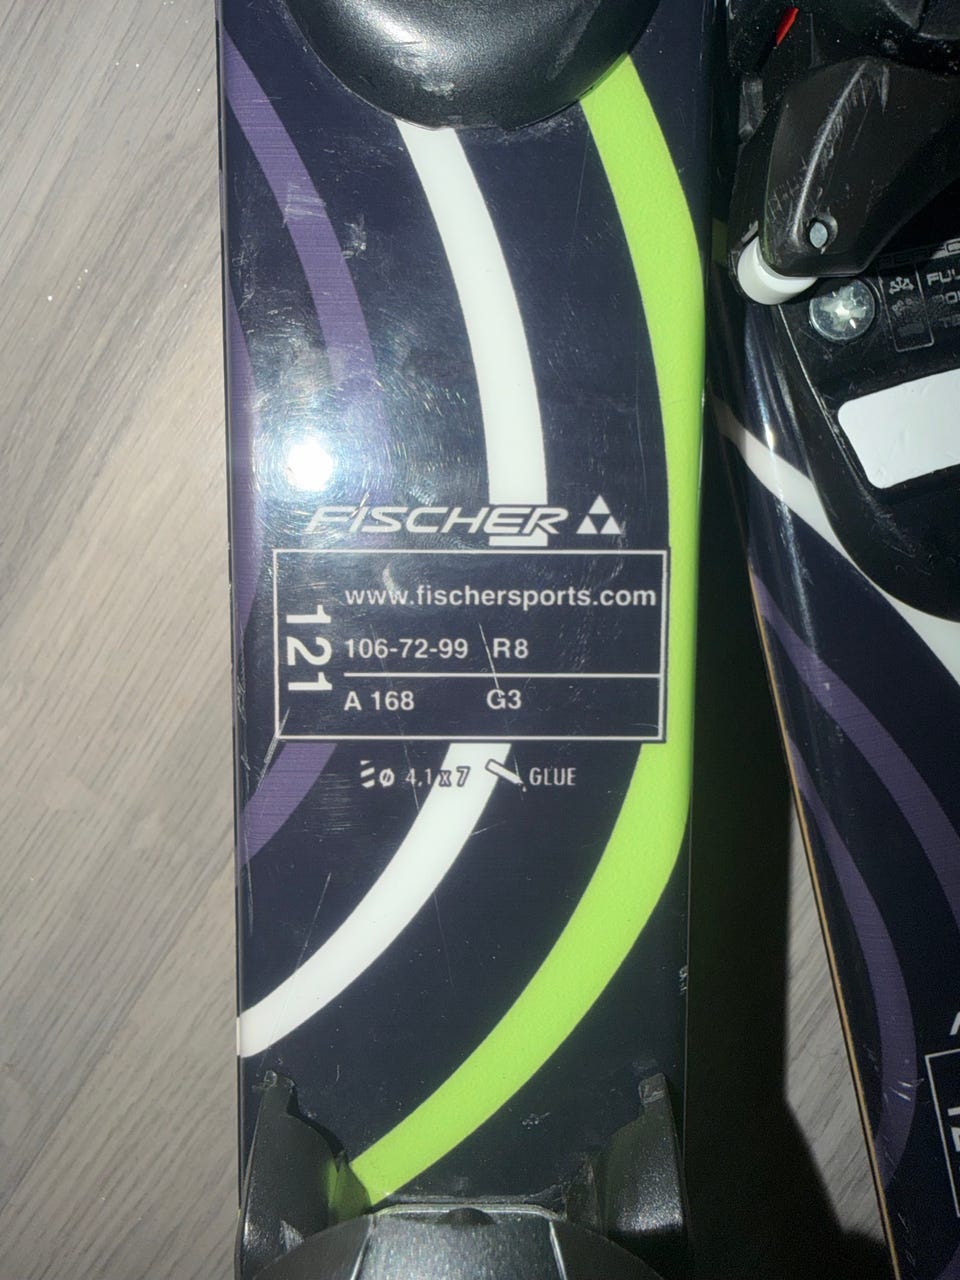 FISCHER
www.fischersports.com
121
106-72-99 R8
A 168 G3
ø 4,1 x 7 GLUE